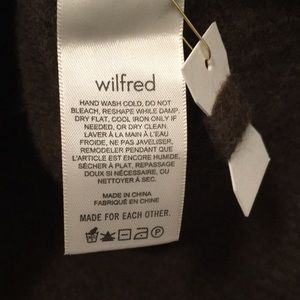 wilfred
HAND WASH COLD, DO NOT
BLEACH, RESHAPE WHILE DAMP,
DRY FLAT, COOL IRON ONLY IF
NEEDED, OR DRY CLEAN.
LAVER À LA MAIN À L'EAU
FROIDE, NE PAS JAVELISER,
REMODELER PENDANT QUE
L'ARTICLE EST ENCORE HUMIDE,
SÉCHER À PLAT, REPASSAGE
DOUX SI NÉCESSAIRE, OU
NETTOYER À SEC.
MADE IN CHINA
FABRIQUÉ EN CHINE
MADE FOR EACH OTHER.
P